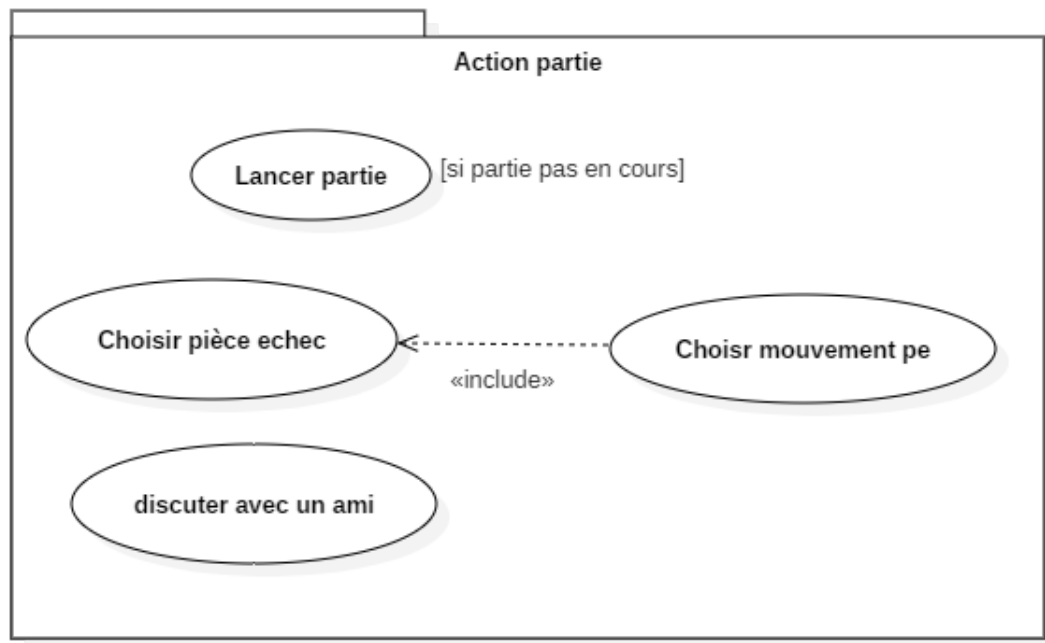 Action partie
Lancer partie
[si partie pas en cours]
Choisir pièce echec
Choisr mouvement pe
«include»
discuter avec un ami